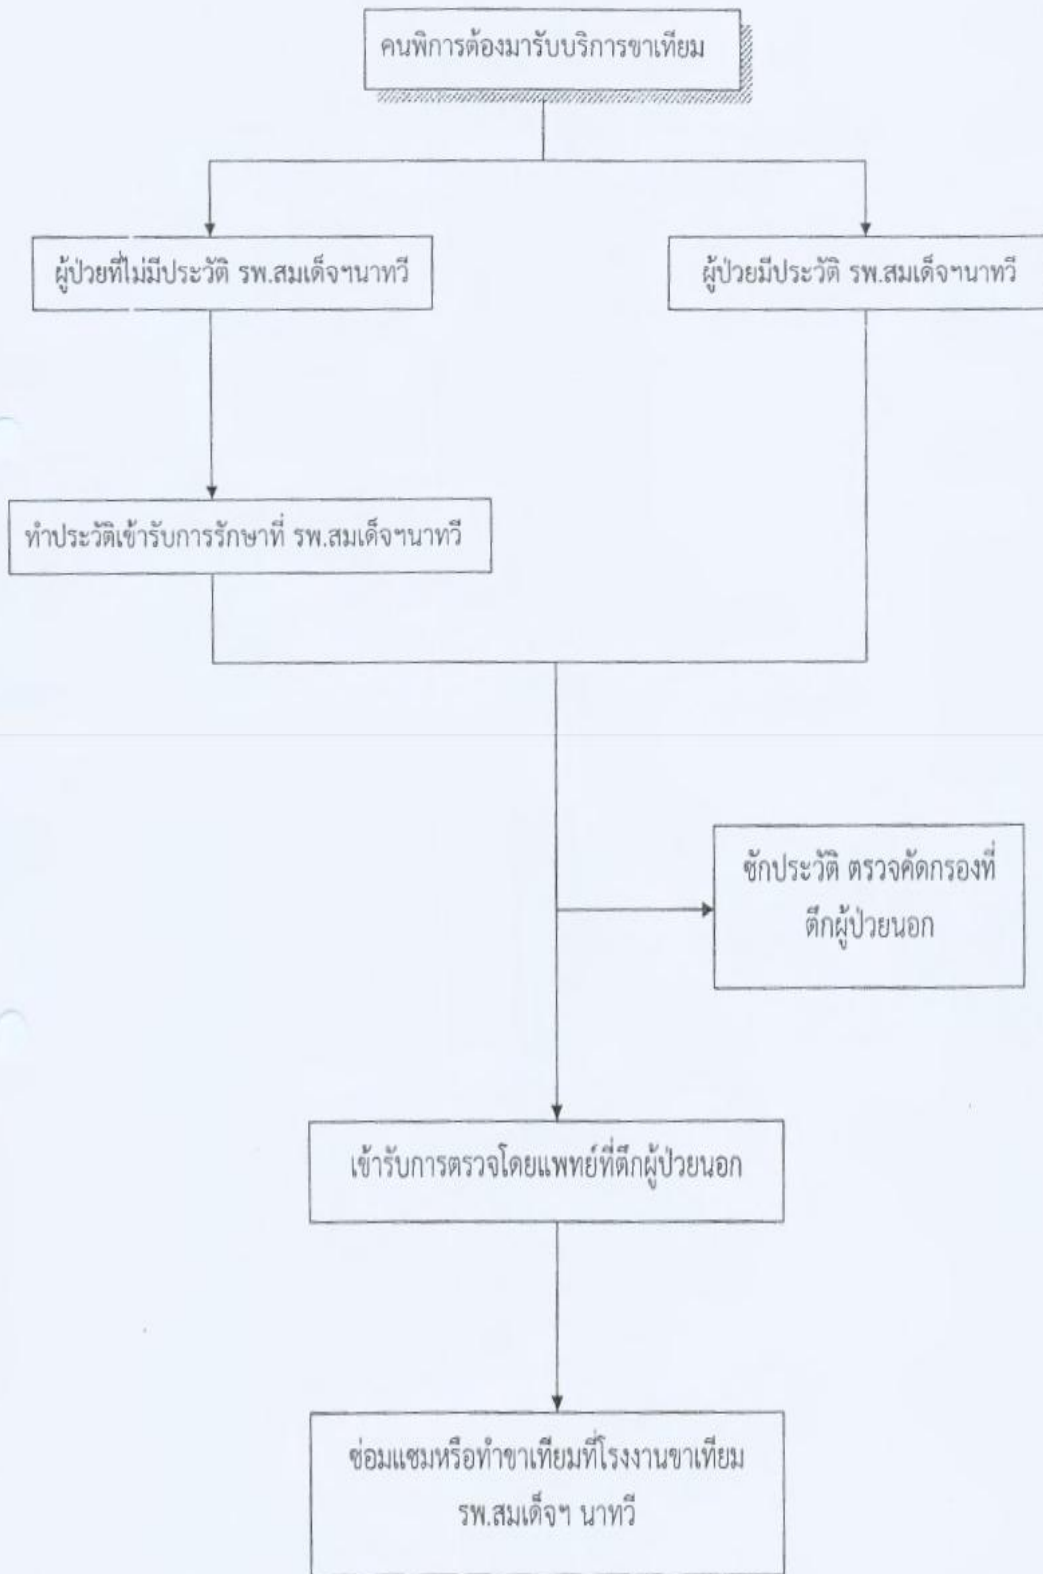 คนพิการต้องมารับบริการขาเทียม
ผู้ป่วยที่ไม่มีประวัติ รพ.สมเด็จฯนาทวี
ผู้ป่วยมีประวัติ รพ.สมเด็จฯนาทวี
ทำประวัติเข้ารับการรักษาที่ รพ.สมเด็จฯนาทวี
ซักประวัติ ตรวจคัดกรองที่
ตึกผู้ป่วยนอก
เข้ารับการตรวจโดยแพทย์ที่ตึกผู้ป่วยนอก
ซ่อมแซมหรือทำขาเทียมที่โรงงานขาเทียม
รพ.สมเด็จฯ นาทวี